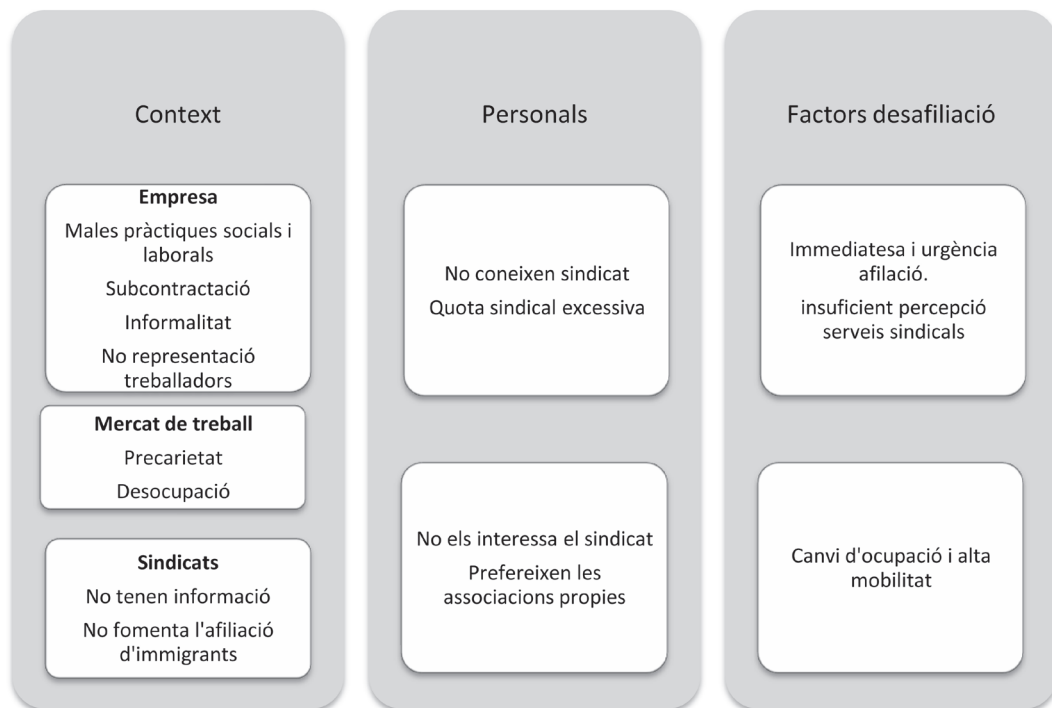 Context
Empresa
Males pràctiques socials i
laborals
Subcontractació
Informalitat
No representació
treballadors
Mercat de treball
Precarietat
Desocupació
Sindicats
No tenen informació
No fomenta l'afiliació
d'immigrants
Personals
No coneixen sindicat
Quota sindical excessiva
No els interessa el sindicat
Prefereixen les
associacions propies
Factors desafiliació
Immediatesa i urgència
afilació.
insuficient percepció
serveis sindicals
Canvi d'ocupació i alta
mobilitat